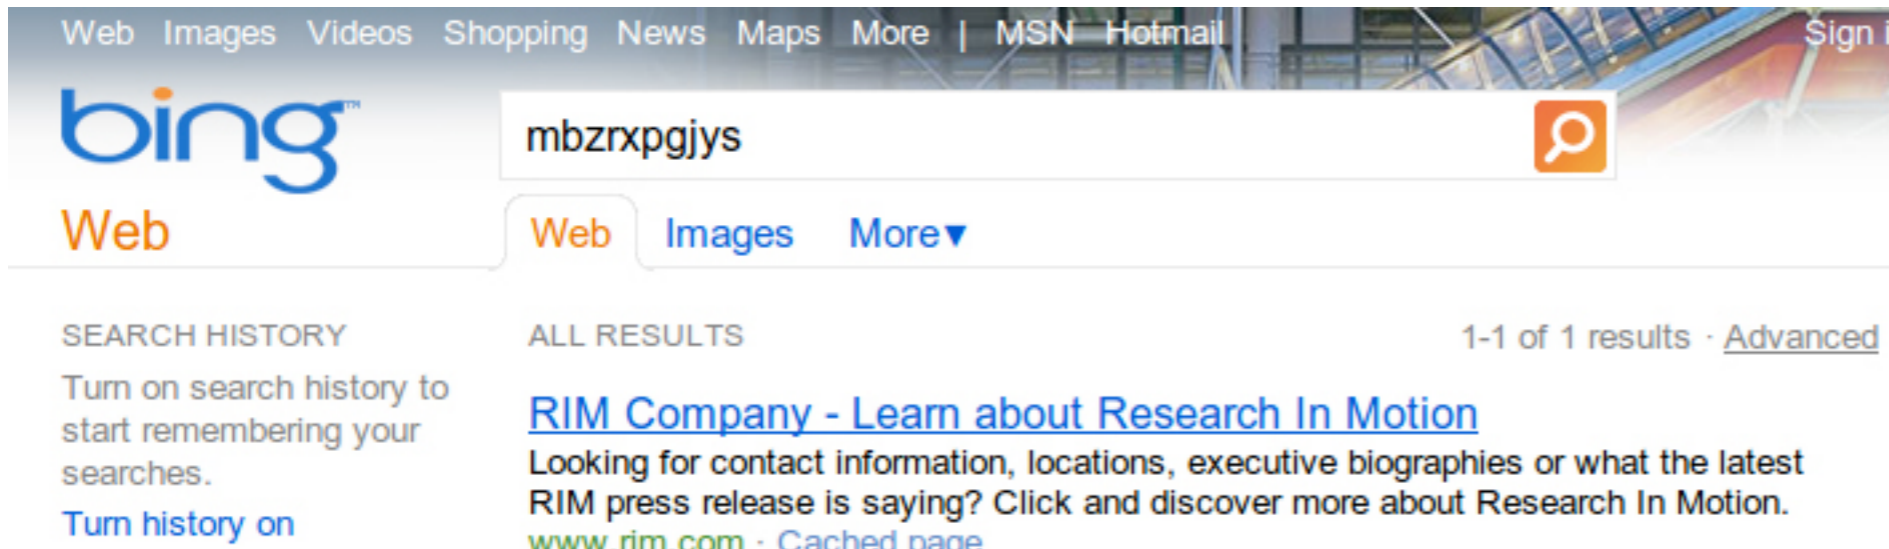 Web Images Videos Shopping News Maps More | MSN Hotmail Sign i
bing™
mbzrxpgjys
Web
Web Images More▼
SEARCH HISTORY
Turn on search history to
start remembering your
searches.
Turn history on
ALL RESULTS
1-1 of 1 results · Advanced
RIM Company - Learn about Research In Motion
Looking for contact information, locations, executive biographies or what the latest
RIM press release is saying? Click and discover more about Research In Motion.
www.rim.com · Cached page